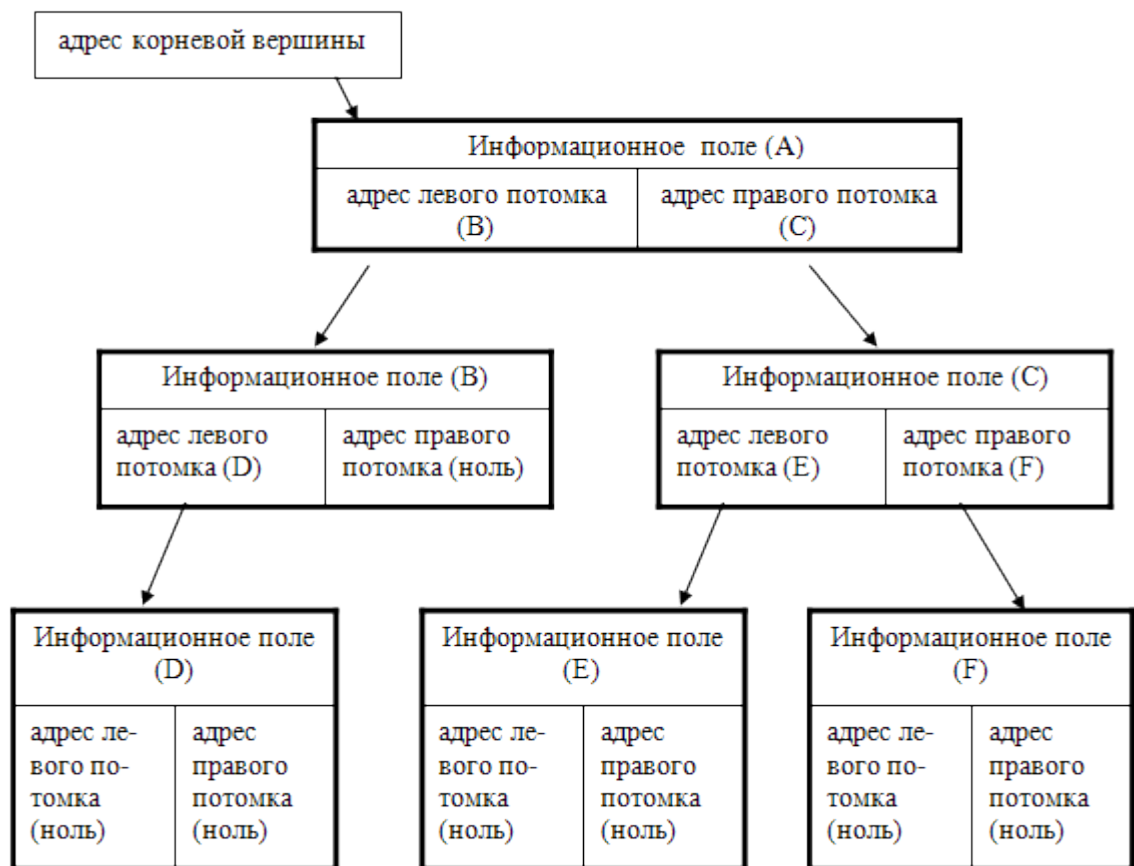 адрес корневой вершины
Информационное поле (A)
адрес левого потомка
(B)
адрес правого потомка
(C)
Информационное поле (B)
адрес левого
потомка (D)
адрес правого
потомка (ноль)
Информационное поле (C)
адрес левого
потомка (E)
адрес правого
потомка (F)
Информационное поле
(D)
адрес ле-
вого по-
томка
(ноль)
адрес
правого
потомка
(ноль)
Информационное поле
(E)
адрес ле-
вого по-
томка
(ноль)
адрес
правого
потомка
(ноль)
Информационное поле
(F)
адрес ле-
вого по-
томка
(ноль)
адрес
правого
потомка
(ноль)